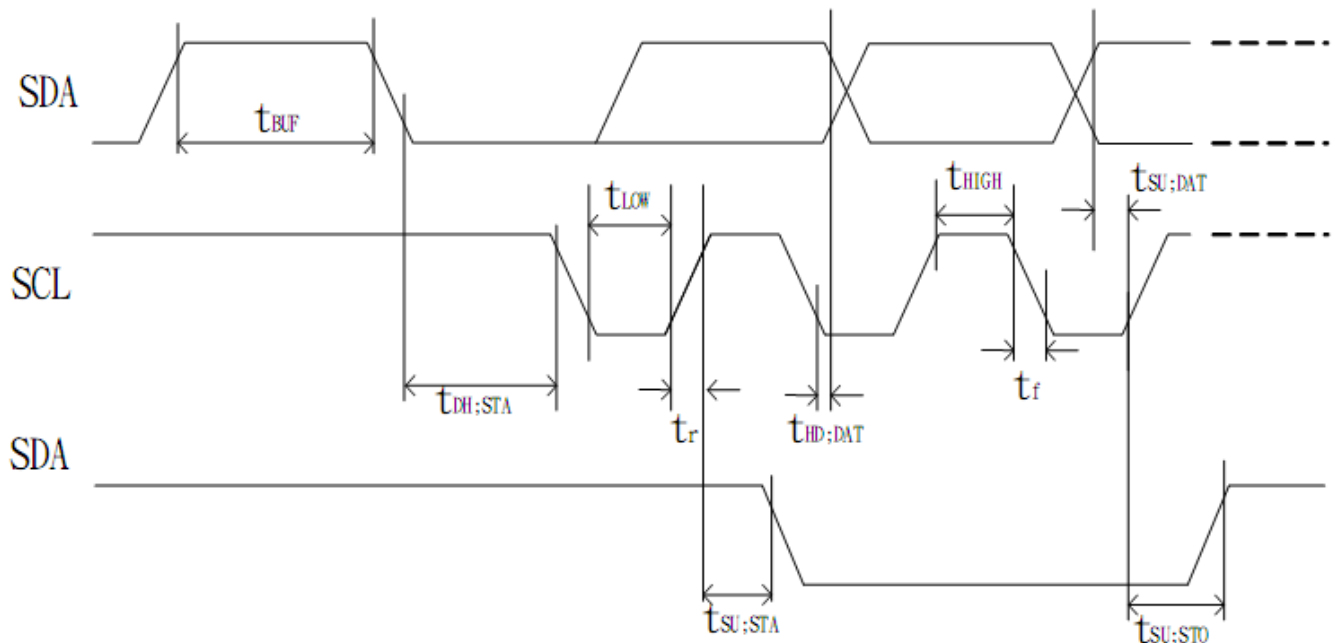 SDA
tBUF
tLOW
tHIGH
tSU;DAT
SCL
tDH;STA
tr
tHD;DAT
tf
SDA
tSU;STA
tSU;STO